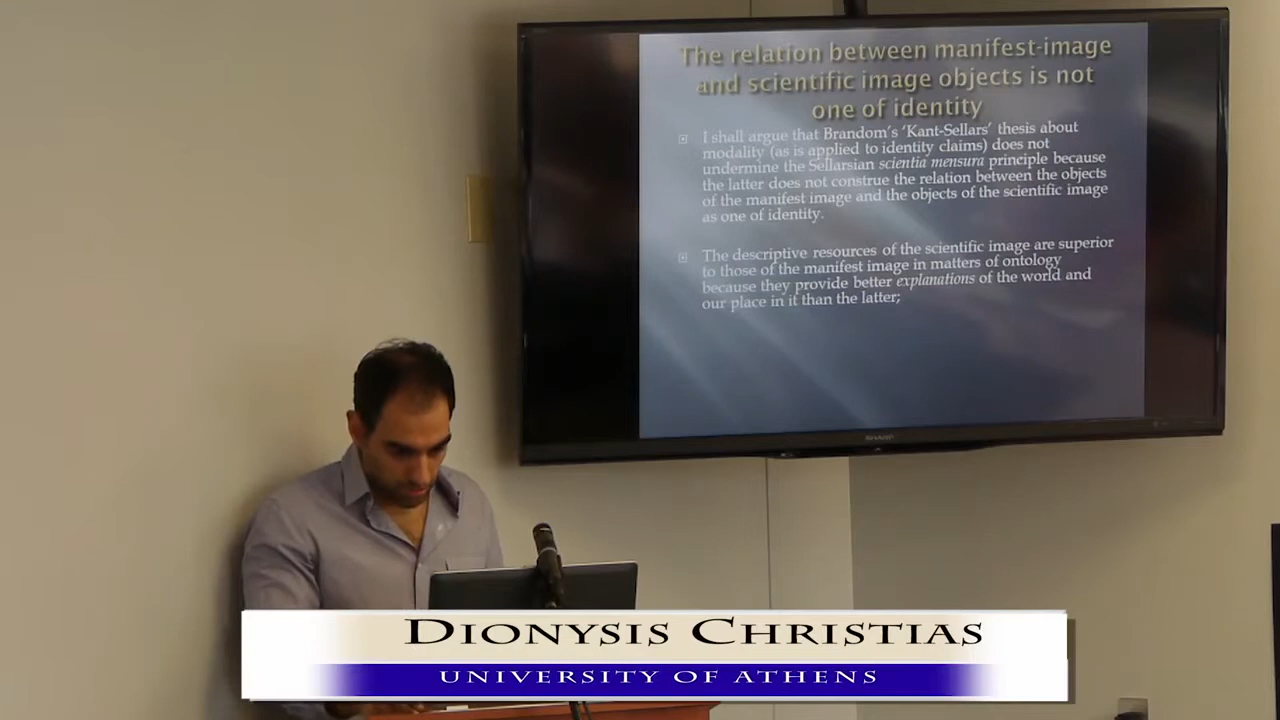 The relation between manifest-image
and scientific image objects is not
one of identity
I shall argue that Brandom's 'Kant-Sellars' thesis about
modality (as is applied to identity claims) does not
undermine the Sellarsian scientia mensura principle because
the latter does not construe the relation between the objects
of the manifest image and the objects of the scientific image
as one of identity.
The descriptive resources of the scientific image are superior
to those of the manifest image in matters of ontology
because they provide better explanations of the world and
our place in it than the latter;
SHARP
DIONYSIS CHRISTIAS
UNIVERSITY OF ATHENS